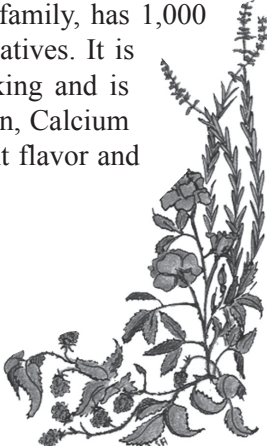 family, has 1,000
atives. It is
king and is
n, Calcium
t flavor and